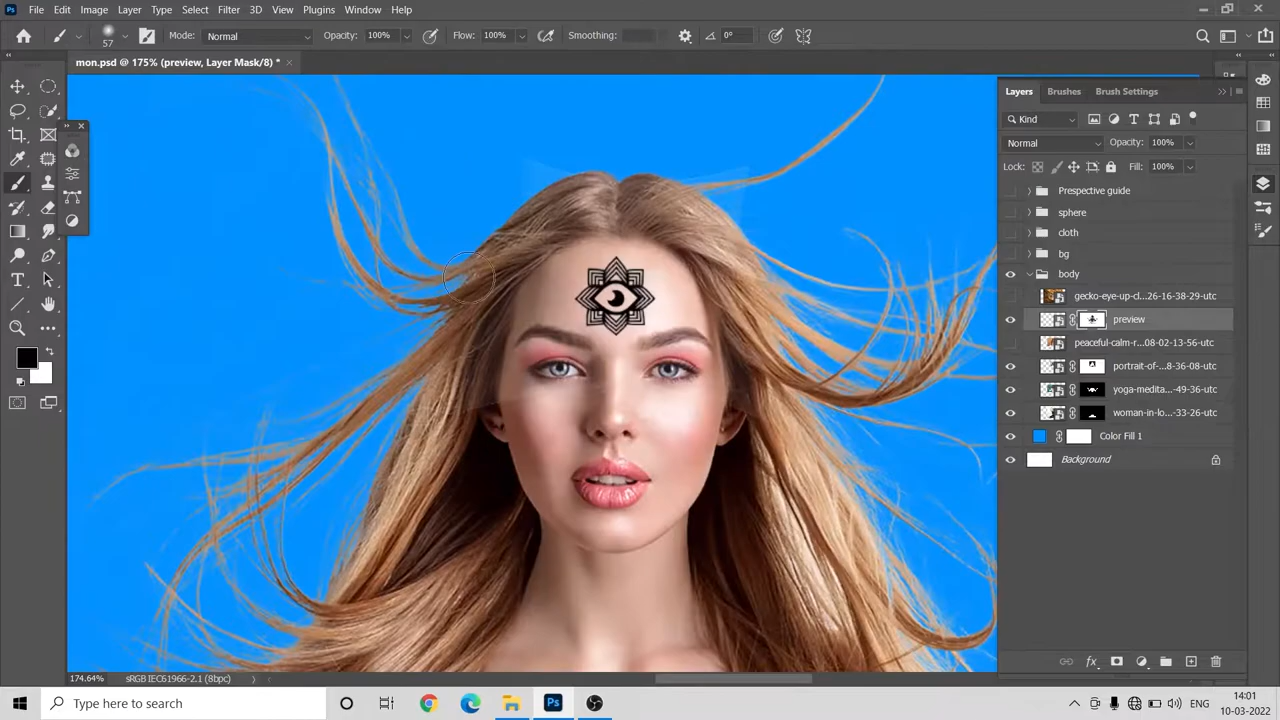 Ps File Edit Image Layer Type Select Filter 3D View Plugins Window Help
57 Mode: Normal Opacity: 100% Flow: 100% Smoothing: 0°
mon.psd @ 175% (preview, Layer Mask/8) *
Layers Brushes Brush Settings
Kind
Normal Opacity: 100%
Lock: Fill: 100%
Prespective guide
sphere
cloth
bg
body
gecko-eye-up-cl...26-16-38-29-utc
preview
peaceful-calm-r...08-02-13-56-utc
portrait-of-...8-36-08-utc
yoga-medita...-49-36-utc
woman-in-lo...-33-26-utc
Color Fill 1
Background
174.64% sRGB IEC61966-2.1 (8bpc)
Type here to search
Ps
ENG
14:01
10-03-2022